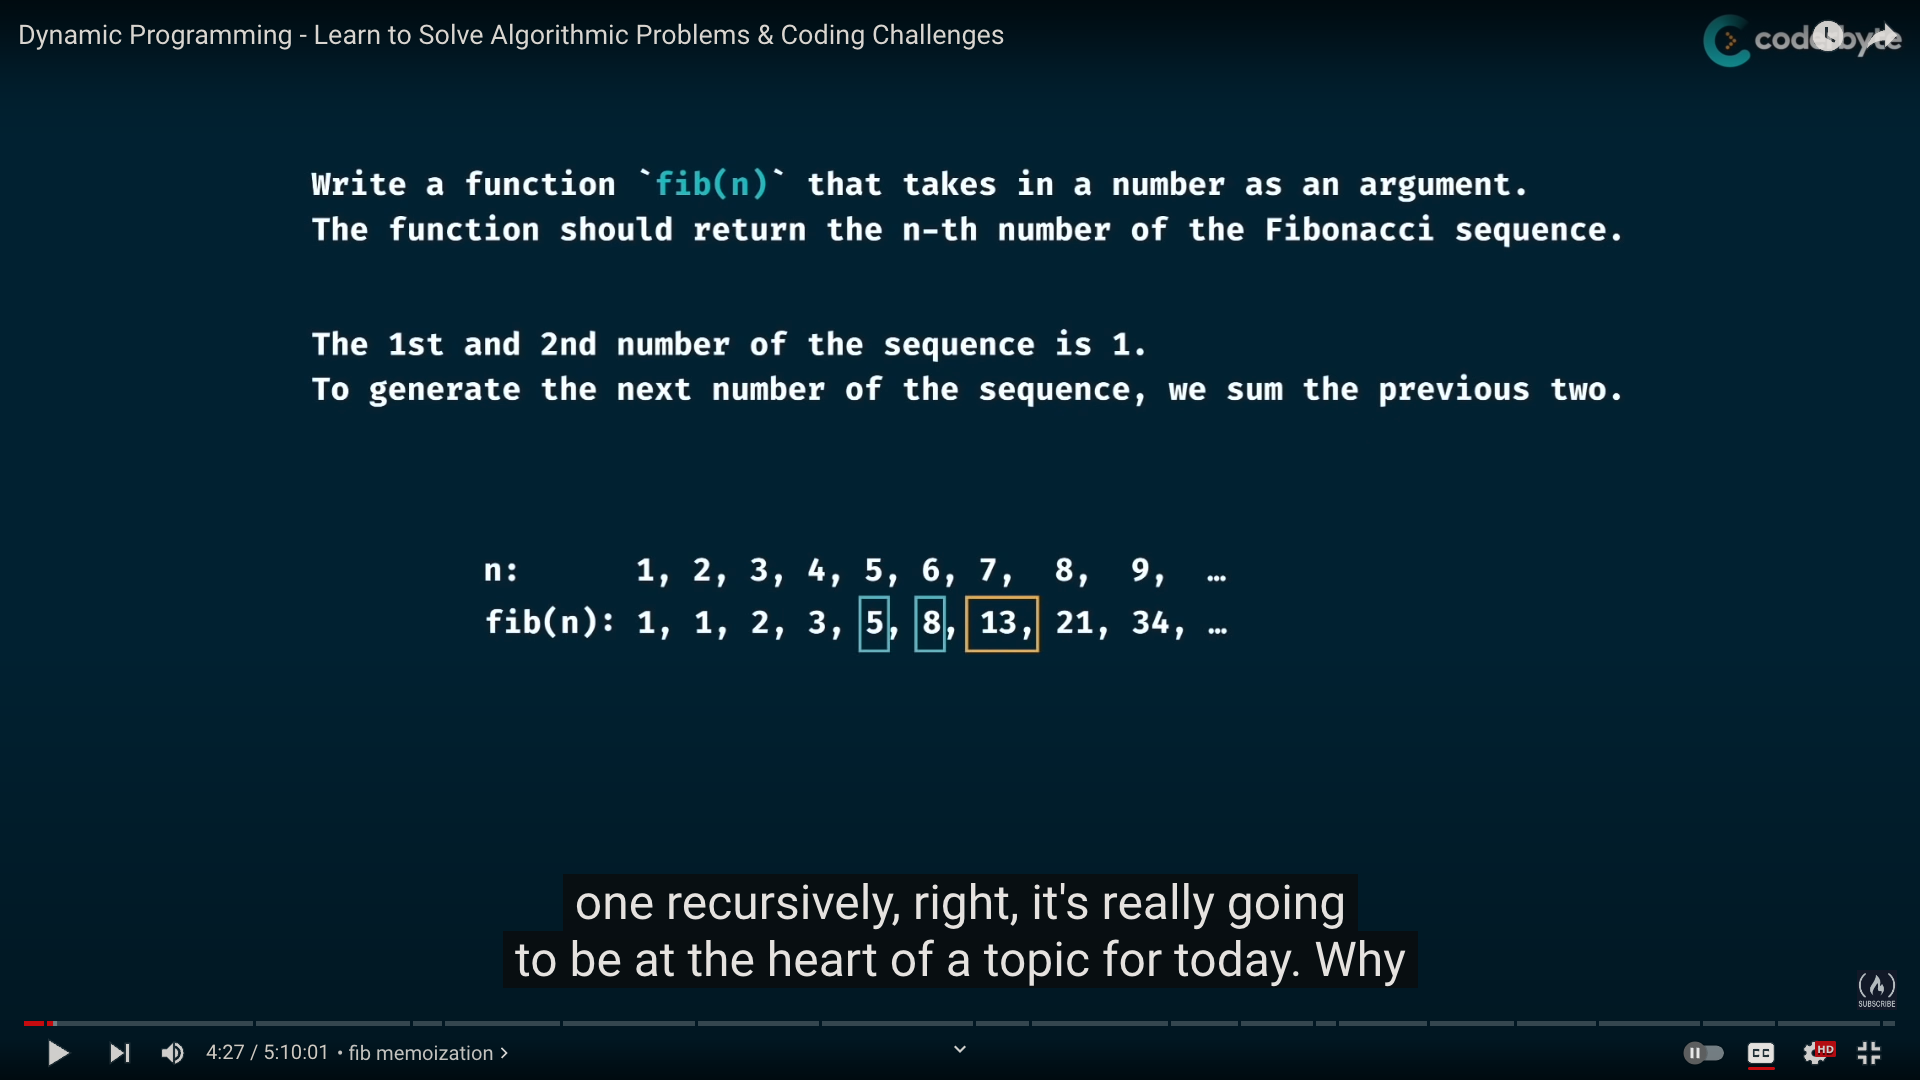 Dynamic Programming - Learn to Solve Algorithmic Problems & Coding Challenges
coderbyte
Write a function `fib(n)` that takes in a number as an argument.
The function should return the n-th number of the Fibonacci sequence.
The 1st and 2nd number of the sequence is 1.
To generate the next number of the sequence, we sum the previous two.
n: 1, 2, 3, 4, 5, 6, 7, 8, 9, …
fib(n): 1, 1, 2, 3, 5, 8, 13, 21, 34, …
one recursively, right, it's really going
to be at the heart of a topic for today. Why
SUBSCRIBE
4:27 / 5:10:01 • fib memoization >
CC
HD